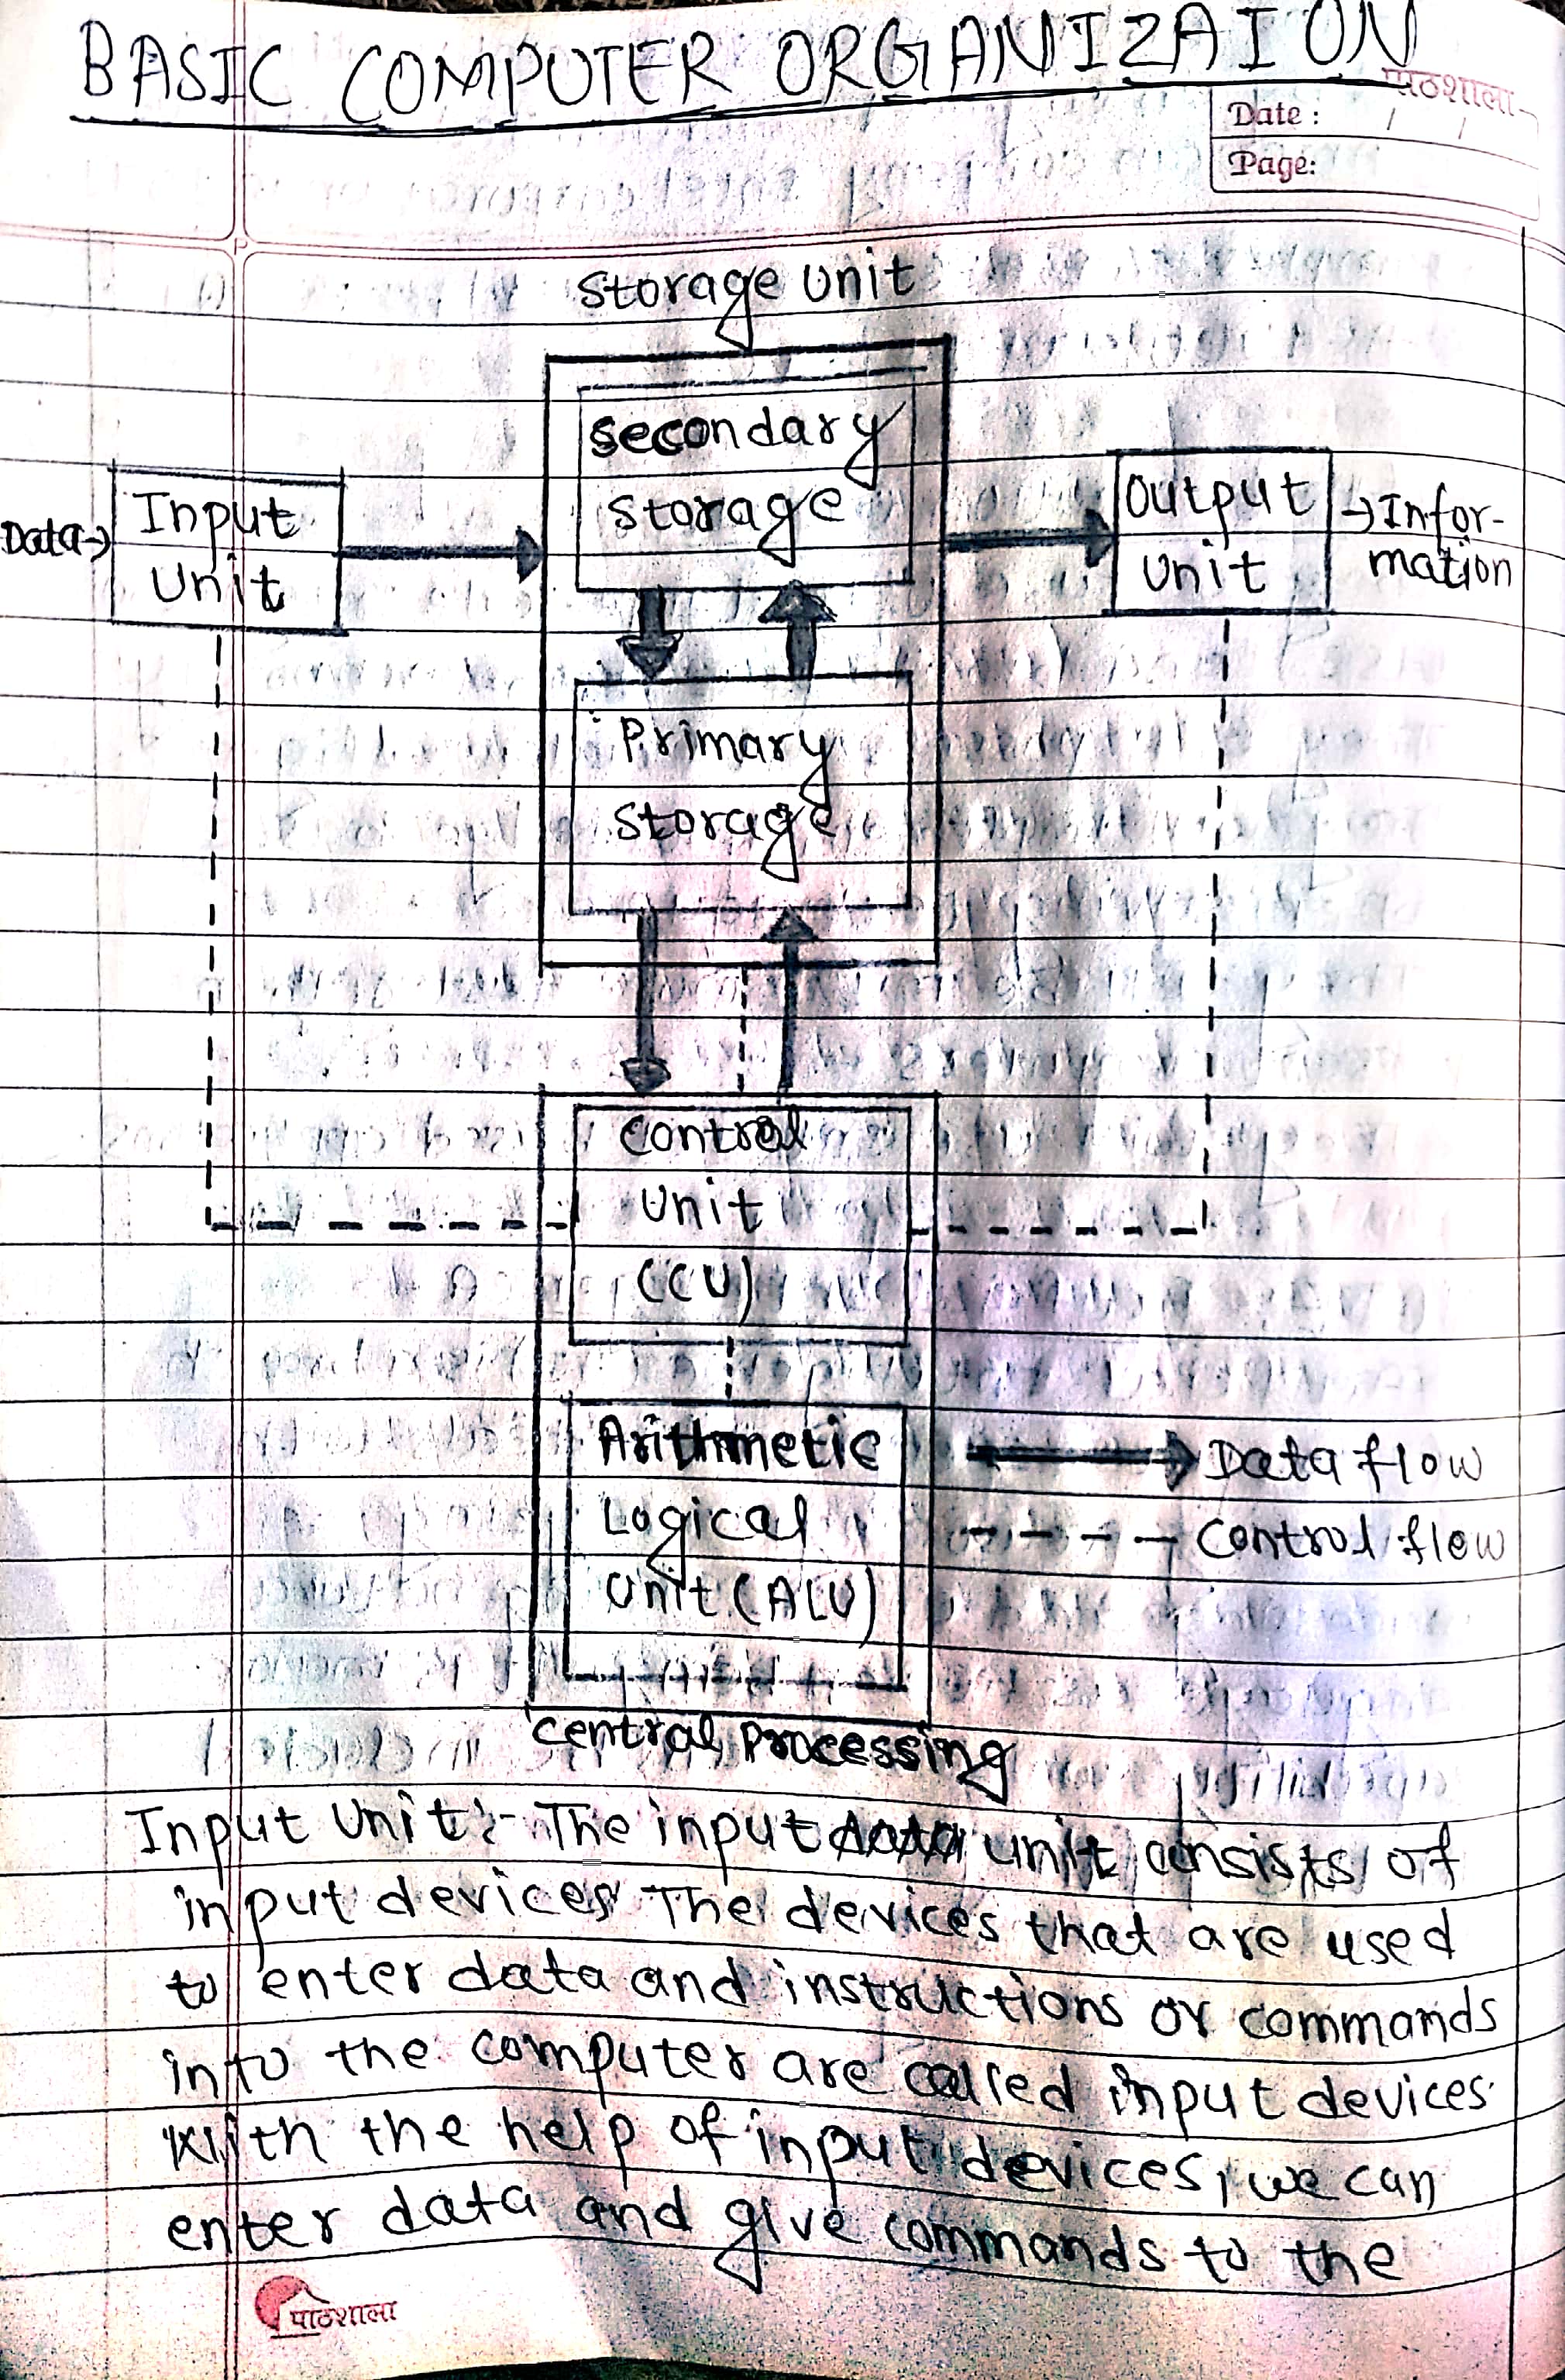 BASIC COMPUTER ORGANIZAION
पाठशाला
Date : / /
Page:
Storage Unit
Secondary
Storage
Data→
Input
Unit
Output
Unit
→Infor-
mation
Primary
Storage
Control
Unit
(CU)
Arithmetic
Logical
Unit (ALU)
Data flow
Control flow
Central Processing
Input Unit:- The input unit consists of
input devices The devices that are used
to enter data and instructions or commands
into the computer are called input devices
With the help of input devices, we can
enter data and give commands to the
पाठशाला